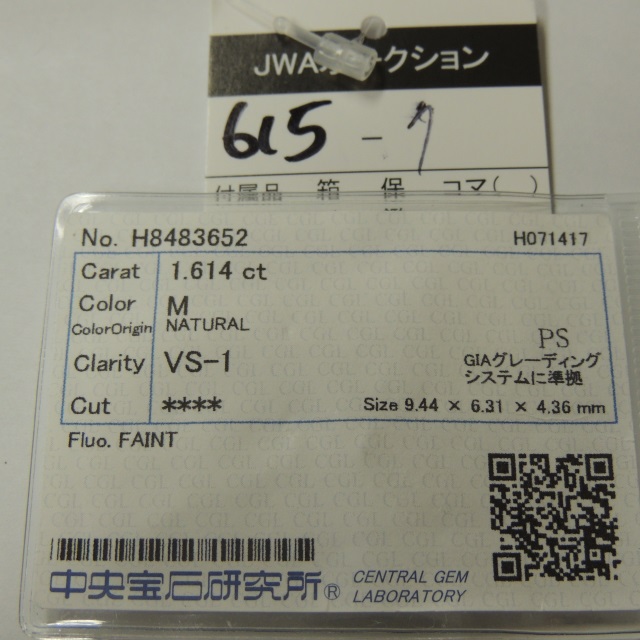 JWAオークション
615 - 7
付属品 箱 保 コマ( )
No. H8483652 H071417
Carat 1.614 ct
Color M
ColorOrigin NATURAL
PS
Clarity VS-1 GIAグレーディング
システムに準拠
Cut **** Size 9.44 × 6.31 × 4.36 mm
Fluo. FAINT
中央宝石研究所® CENTRAL GEM
LABORATORY